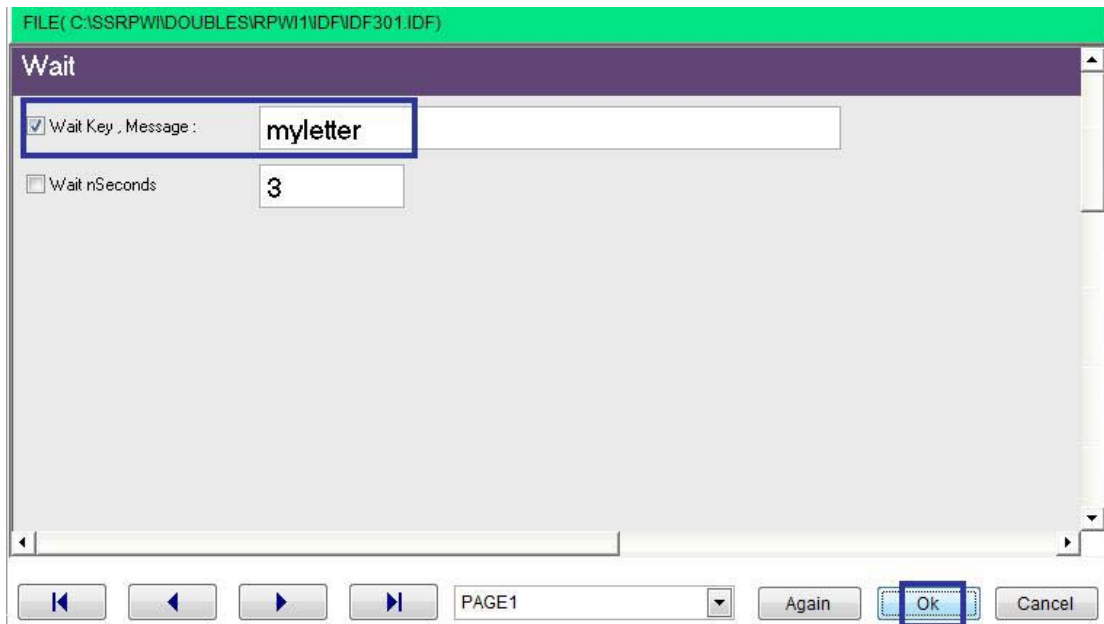 FILE( C:\SSRPWI\DOUBLES\RPWI1\IDF\IDF301.IDF)
Wait
Wait Key , Message : myletter
Wait nSeconds 3
PAGE1 Again Ok Cancel